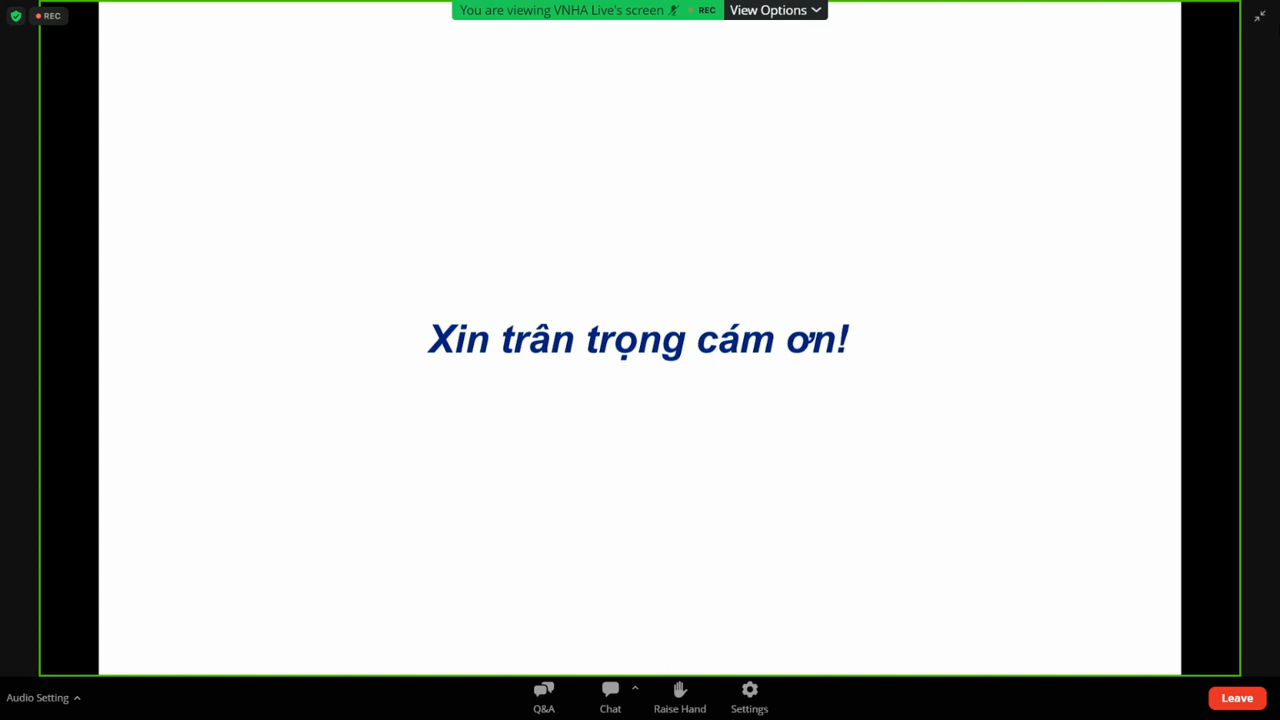 REC
You are viewing VNHA Live's screen
REC
View Options
Xin trân trọng cám ơn!
Audio Setting
Q&A
Chat
Raise Hand
Settings
Leave